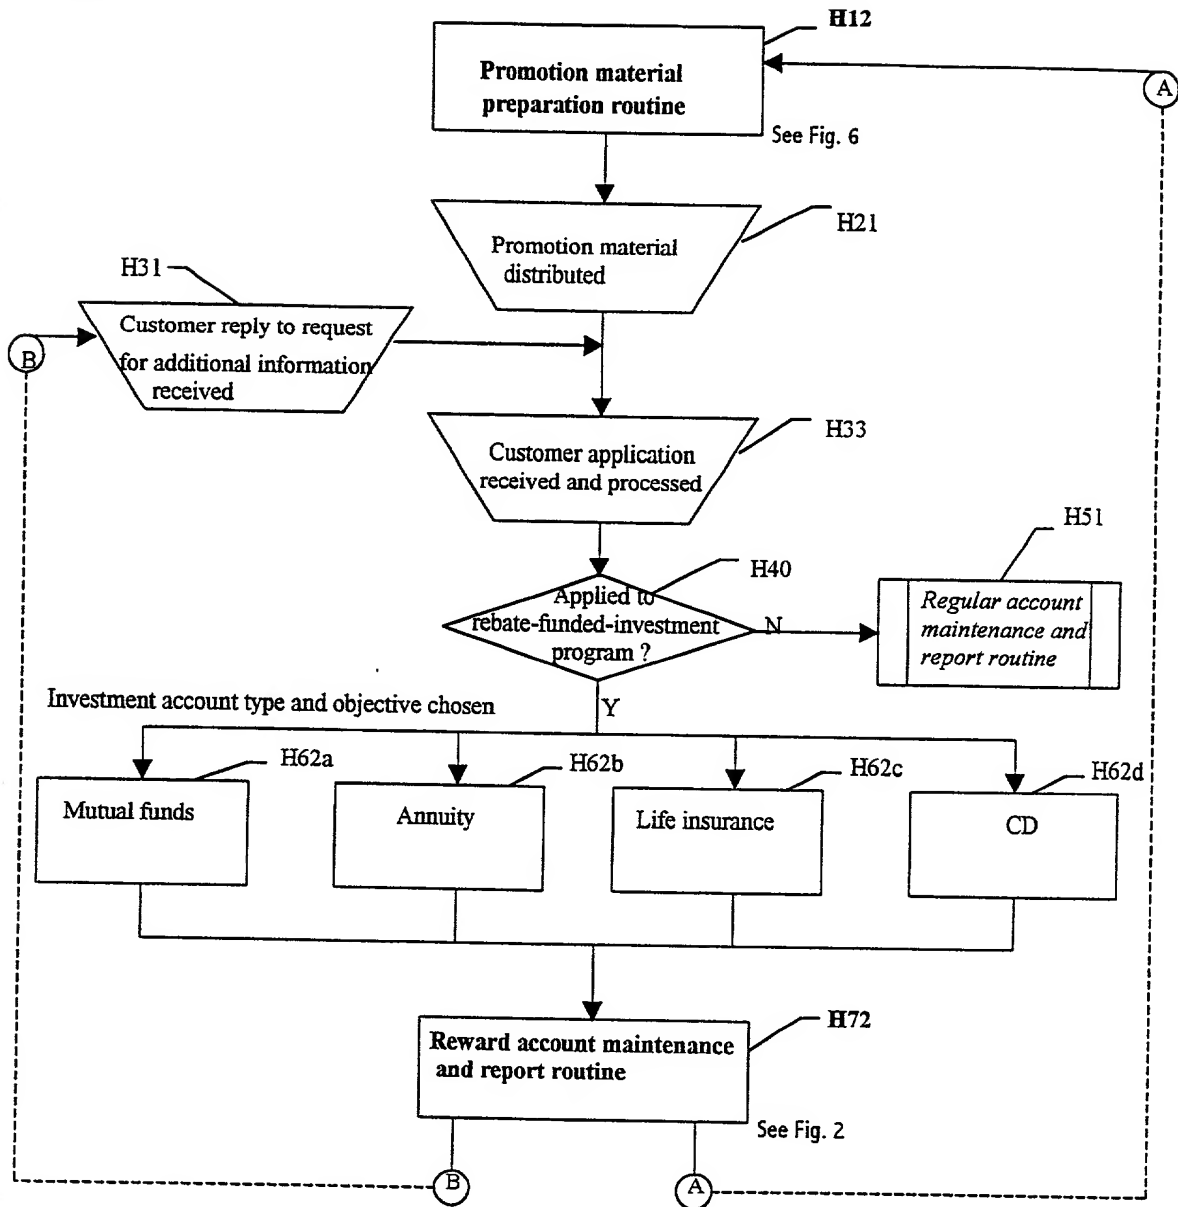 H12
Promotion material
preparation routine
A
See Fig. 6
H21
Promotion material
distributed
H31
Customer reply to request
for additional information
received
B
H33
Customer application
received and processed
H51
H40
Applied to
rebate-funded-investment
program ?
N
Regular account
maintenance and
report routine
Investment account type and objective chosen
Y
H62a
H62b
H62c
H62d
Mutual funds
Annuity
Life insurance
CD
H72
Reward account maintenance
and report routine
See Fig. 2
B
A